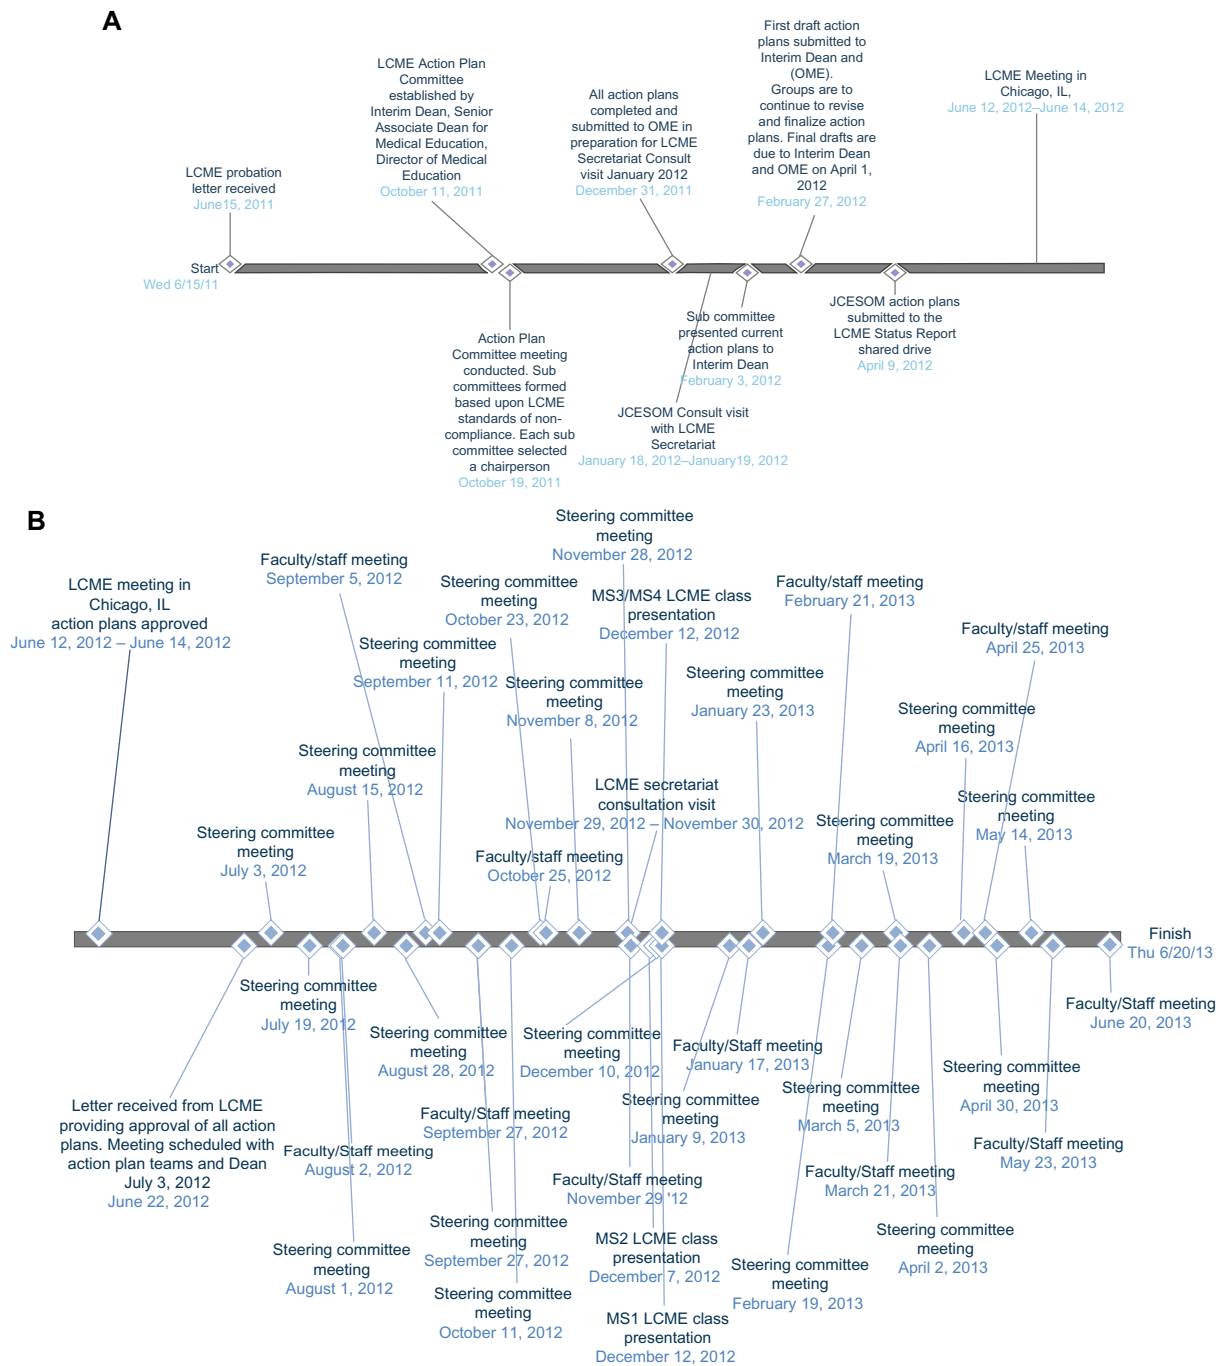 A
LCME probation
letter received
June15, 2011
LCME Action Plan
Committee
established by
Interim Dean, Senior
Associate Dean for
Medical Education,
Director of Medical
Education
October 11, 2011
All action plans
completed and
submitted to OME in
preparation for LCME
Secretariat Consult
visit January 2012
December 31, 2011
First draft action
plans submitted to
Interim Dean and
(OME).
Groups are to
continue to revise
and finalize action
plans. Final drafts are
due to Interim Dean
and OME on April 1,
2012
February 27, 2012
LCME Meeting in
Chicago, IL,
June 12, 2012–June 14, 2012
Start
Wed 6/15/11
Action Plan
Committee meeting
conducted. Sub
committees formed
based upon LCME
standards of non-
compliance. Each sub
committee selected
a chairperson
October 19, 2011
Sub committee
presented current
action plans to
Interim Dean
February 3, 2012
JCESOM Consult visit
with LCME
Secretariat
January 18, 2012–January19, 2012
JCESOM action plans
submitted to the
LCME Status Report
shared drive
April 9, 2012
B
LCME meeting in
Chicago, IL
action plans approved
June 12, 2012 – June 14, 2012
Faculty/staff meeting
September 5, 2012
Steering committee
meeting
September 11, 2012
Steering committee
meeting
August 15, 2012
Steering committee
meeting
July 3, 2012
Steering committee
meeting
October 23, 2012
Steering committee
meeting
November 28, 2012
MS3/MS4 LCME class
presentation
December 12, 2012
Steering committee
meeting
November 8, 2012
LCME secretariat
consultation visit
November 29, 2012 – November 30, 2012
Faculty/staff meeting
October 25, 2012
Steering committee
meeting
January 23, 2013
Faculty/staff meeting
February 21, 2013
Faculty/staff meeting
April 25, 2013
Steering committee
meeting
April 16, 2013
Steering committee
meeting
May 14, 2013
Steering committee
meeting
March 19, 2013
Finish
Thu 6/20/13
Steering committee
meeting
July 19, 2012
Letter received from LCME
providing approval of all action
plans. Meeting scheduled with
action plan teams and Dean
July 3, 2012
June 22, 2012
Faculty/Staff meeting
August 2, 2012
Steering committee
meeting
August 1, 2012
Steering committee
meeting
August 28, 2012
Faculty/Staff meeting
September 27, 2012
Steering committee
meeting
September 27, 2012
Steering committee
meeting
October 11, 2012
Steering committee
meeting
December 10, 2012
Faculty/Staff meeting
November 29 '12
MS2 LCME class
presentation
December 7, 2012
MS1 LCME class
presentation
December 12, 2012
Faculty/Staff meeting
January 17, 2013
Steering committee
meeting
January 9, 2013
Steering committee
meeting
February 19, 2013
Steering committee
meeting
March 5, 2013
Faculty/Staff meeting
March 21, 2013
Steering committee
meeting
April 2, 2013
Steering committee
meeting
April 30, 2013
Faculty/Staff meeting
May 23, 2013
Faculty/Staff meeting
June 20, 2013